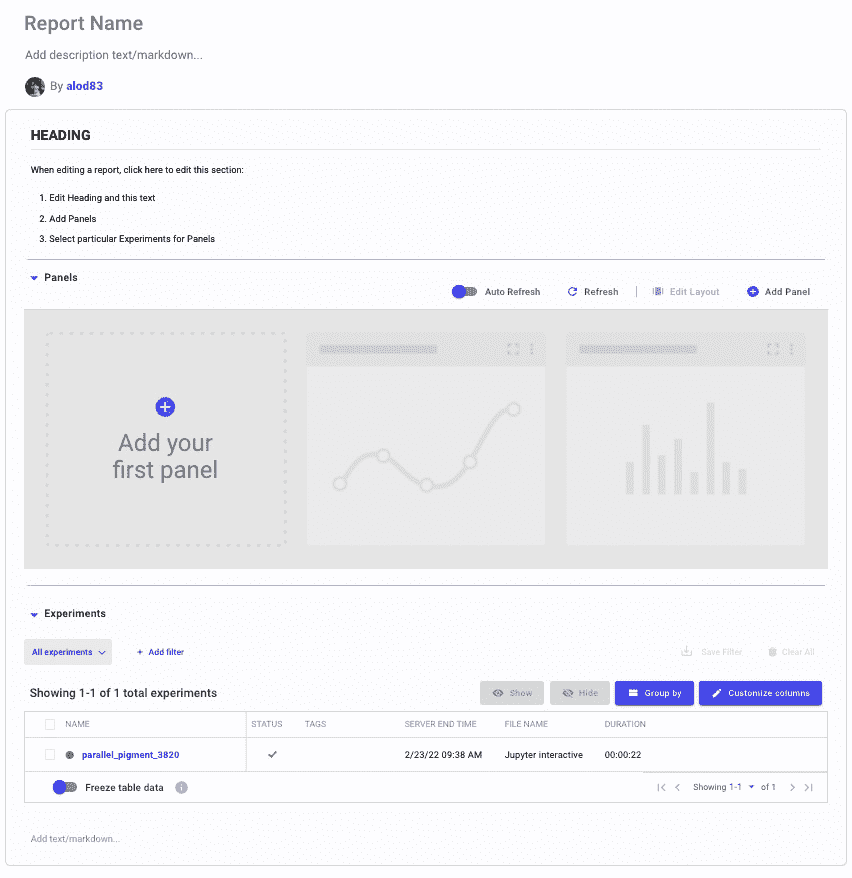 Report Name
Add description text/markdown...
By alod83
HEADING
When editing a report, click here to edit this section:
1. Edit Heading and this text
2. Add Panels
3. Select particular Experiments for Panels
Panels
Auto Refresh Refresh | Edit Layout Add Panel
Add your
first panel
Experiments
All experiments + Add filter Save Filter Clear All
Showing 1-1 of 1 total experiments Show Hide Group by Customize columns
NAME STATUS TAGS SERVER END TIME FILE NAME DURATION
parallel_pigment_3820 2/23/22 09:38 AM Jupyter interactive 00:00:22
Freeze table data Showing 1-1 of 1
Add text/markdown...